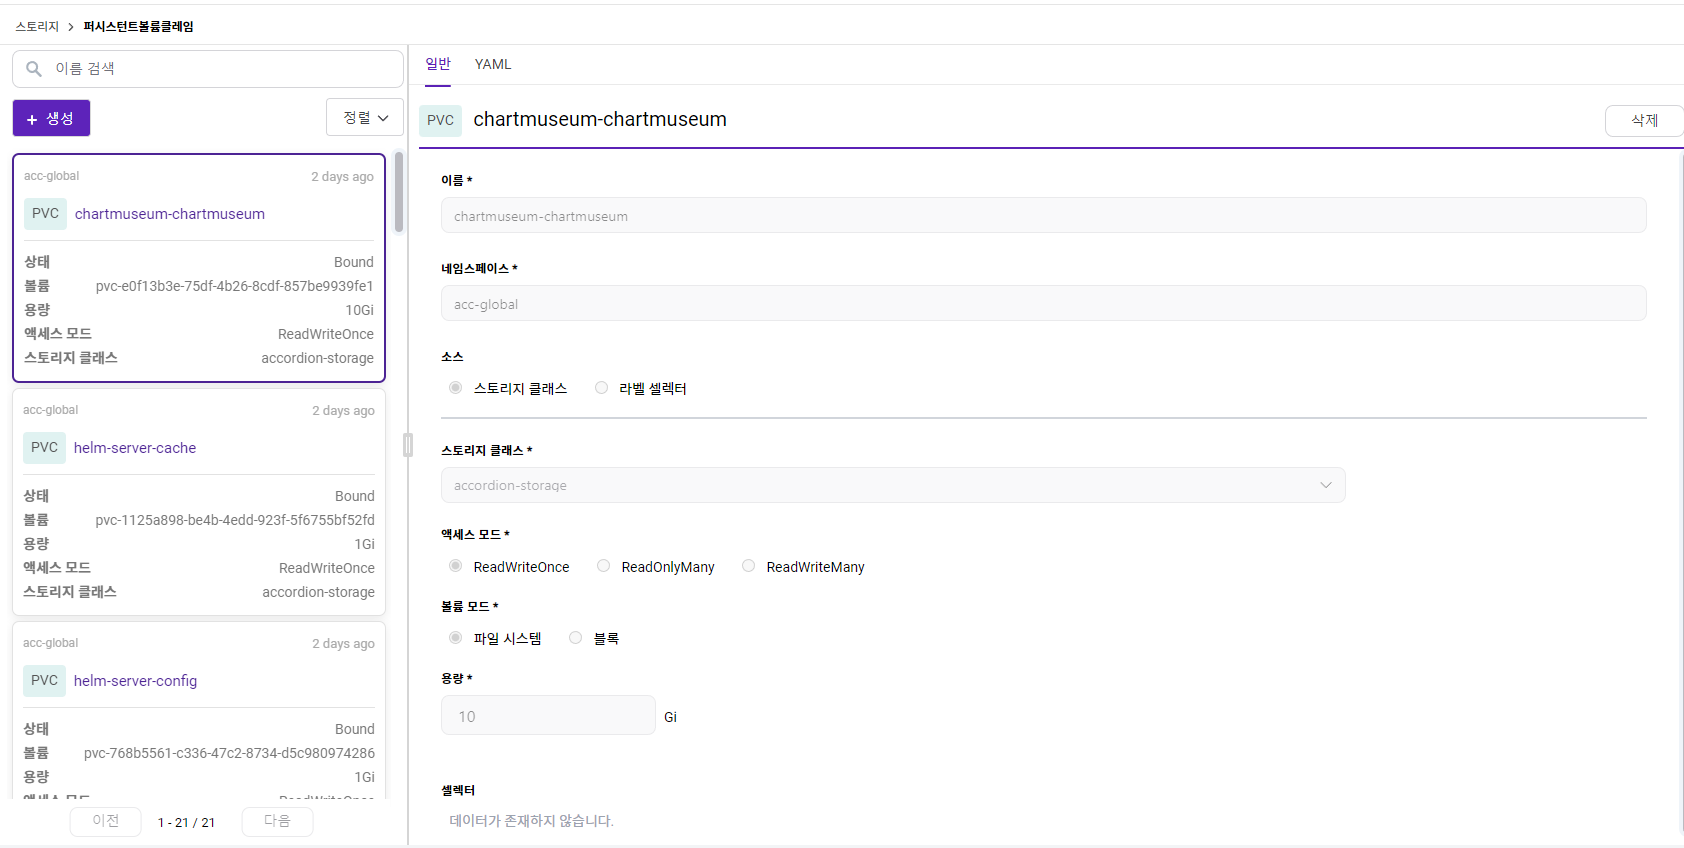 스토리지 > 퍼시스턴트볼륨클레임
이름 검색
+ 생성
정렬
acc-global 2 days ago
PVC chartmuseum-chartmuseum
상태 Bound
볼륨 pvc-e0f13b3e-75df-4b26-8cdf-857be9939fe1
용량 10Gi
액세스 모드 ReadWriteOnce
스토리지 클래스 accordion-storage
acc-global 2 days ago
PVC helm-server-cache
상태 Bound
볼륨 pvc-1125a898-be4b-4edd-923f-5f6755bf52fd
용량 1Gi
액세스 모드 ReadWriteOnce
스토리지 클래스 accordion-storage
acc-global 2 days ago
PVC helm-server-config
상태 Bound
볼륨 pvc-768b5561-c336-47c2-8734-d5c980974286
용량 1Gi
액세스 모드 ReadWriteOnce
이전 1 - 21 / 21 다음
일반 YAML
PVC chartmuseum-chartmuseum
삭제
이름 *
chartmuseum-chartmuseum
네임스페이스 *
acc-global
소스
스토리지 클래스 라벨 셀렉터
스토리지 클래스 *
accordion-storage
액세스 모드 *
ReadWriteOnce ReadOnlyMany ReadWriteMany
볼륨 모드 *
파일 시스템 블록
용량 *
10 Gi
셀렉터
데이터가 존재하지 않습니다.